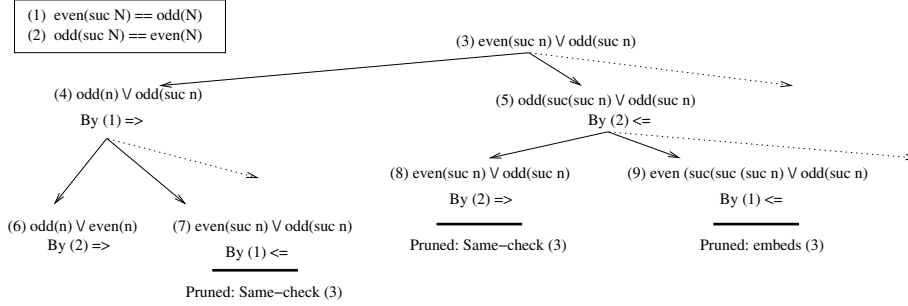 (1) even(suc N) == odd(N)
(2) odd(suc N) == even(N)
(3) even(suc n) \/ odd(suc n)
(4) odd(n) \/ odd(suc n)
By (1) =>
(5) odd(suc(suc n) \/ odd(suc n)
By (2) <=
(6) odd(n) \/ even(n)
By (2) =>
(7) even(suc n) \/ odd(suc n)
By (1) <=
Pruned: Same-check (3)
(8) even(suc n) \/ odd(suc n)
By (2) =>
Pruned: Same-check (3)
(9) even (suc(suc (suc n) \/ odd(suc n)
By (1) <=
Pruned: embeds (3)